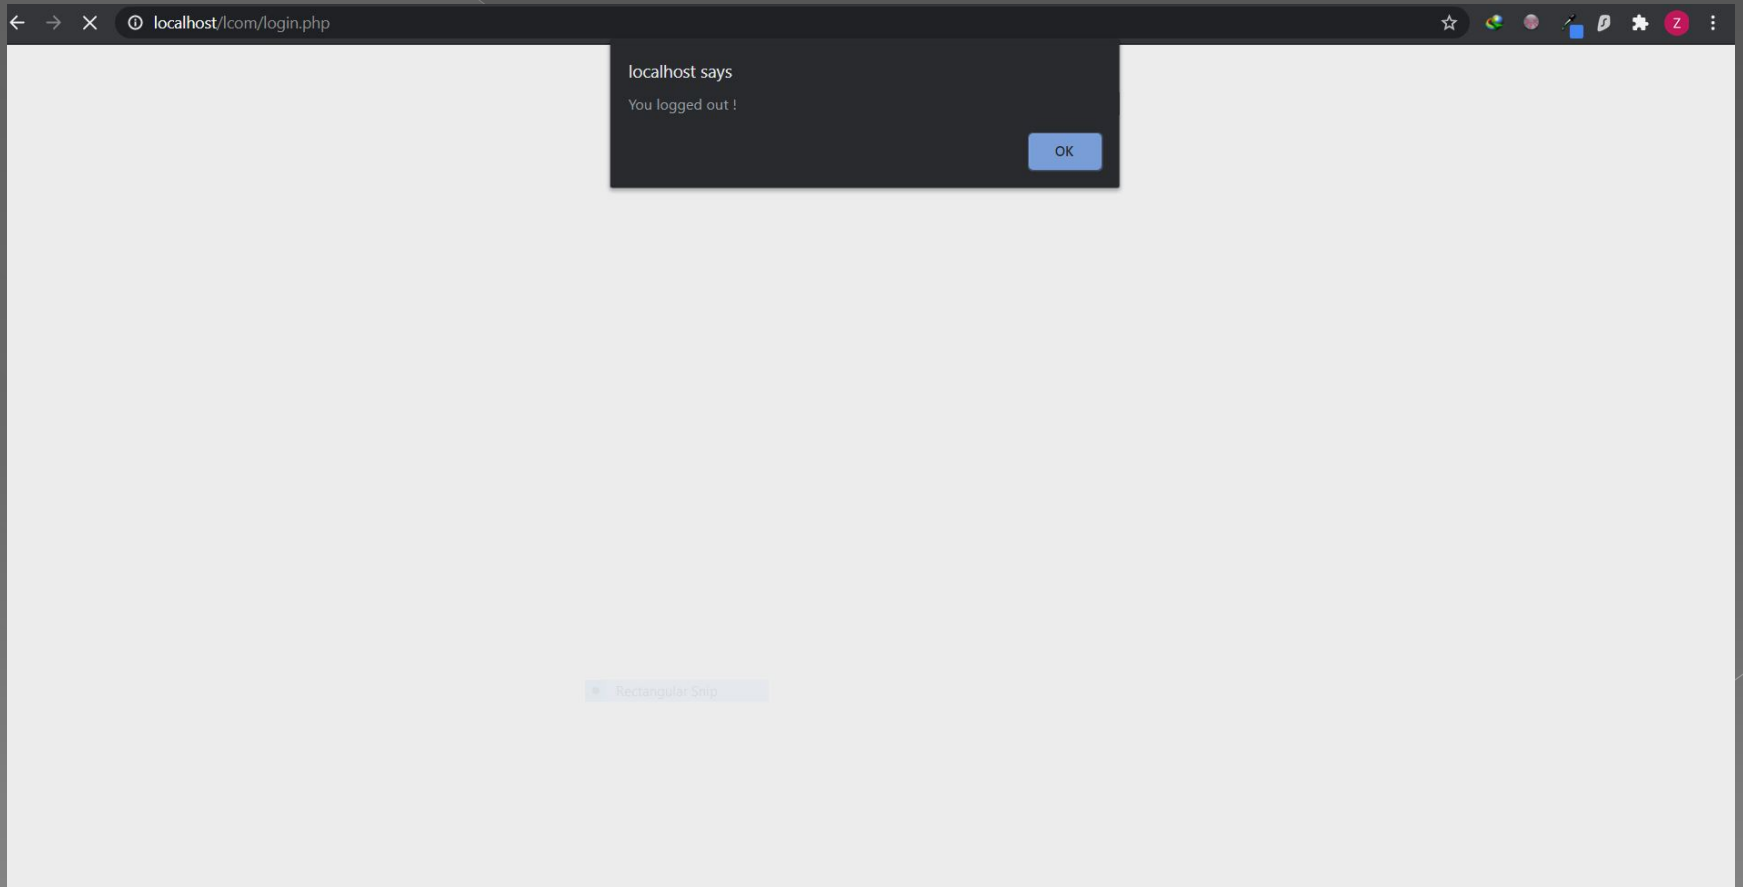 localhost/lcom/login.php
Z
localhost says
You logged out !
OK
Rectangular Snip